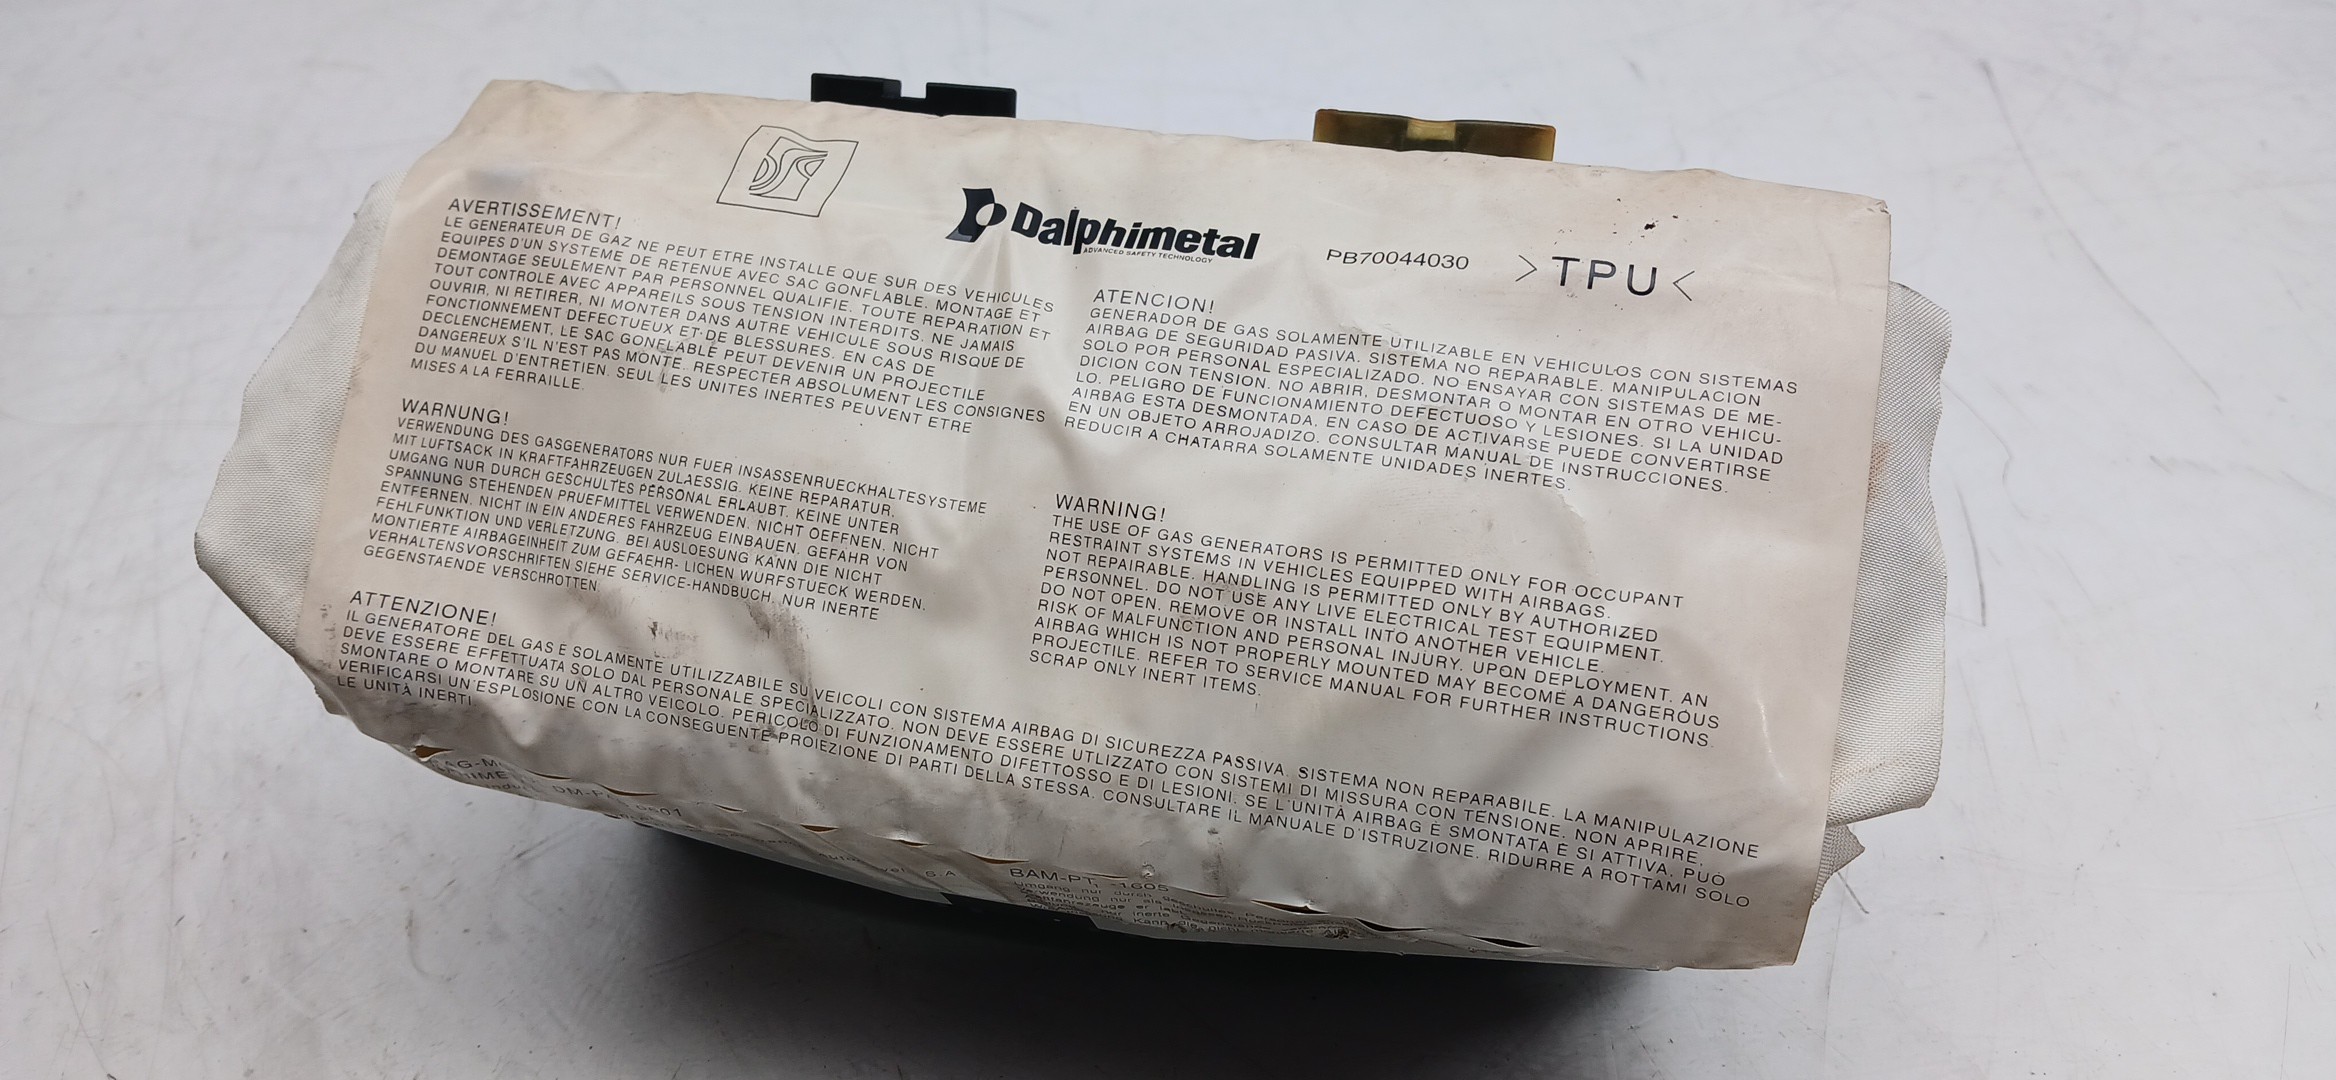 Dalphimetal
ADVANCED SAFETY TECHNOLOGY
PB70044030
>TPU<
AVERTISSEMENT!
LE GENERATEUR DE GAZ NE PEUT ETRE INSTALLE QUE SUR DES VEHICULES
EQUIPES D'UN SYSTEME DE RETENUE AVEC SAC GONFLABLE. MONTAGE ET
DEMONTAGE SEULEMENT PAR PERSONNEL QUALIFIE. TOUTE REPARATION ET
TOUT CONTROLE AVEC APPAREILS SOUS TENSION INTERDITS. NE JAMAIS
OUVRIR, NI RETIRER, NI MONTER DANS AUTRE VEHICULE SOUS RISQUE DE
FONCTIONNEMENT DEFECTUEUX ET DE BLESSURES. EN CAS DE
DECLENCHEMENT, LE SAC GONFLABLE PEUT DEVENIR UN PROJECTILE
DANGEREUX S'IL N'EST PAS MONTE. RESPECTER ABSOLUMENT LES CONSIGNES
DU MANUEL D'ENTRETIEN. SEUL LES UNITES INERTES PEUVENT ETRE
MISES A LA FERRAILLE.
ATENCION!
GENERADOR DE GAS SOLAMENTE UTILIZABLE EN VEHICULOS CON SISTEMAS
AIRBAG DE SEGURIDAD PASIVA. SISTEMA NO REPARABLE. MANIPULACION
SOLO POR PERSONAL ESPECIALIZADO. NO ENSAYAR CON SISTEMAS DE ME-
DICION CON TENSION. NO ABRIR, DESMONTAR O MONTAR EN OTRO VEHICU-
LO. PELIGRO DE FUNCIONAMIENTO DEFECTUOSO Y LESIONES. SI LA UNIDAD
AIRBAG ESTA DESMONTADA, EN CASO DE ACTIVARSE PUEDE CONVERTIRSE
EN UN OBJETO ARROJADIZO. CONSULTAR MANUAL DE INSTRUCCIONES.
REDUCIR A CHATARRA SOLAMENTE UNIDADES INERTES.
WARNUNG!
VERWENDUNG DES GASGENERATORS NUR FUER INSASSENRUECKHALTESYSTEME
MIT LUFTSACK IN KRAFTFAHRZEUGEN ZULAESSIG. KEINE REPARATUR,
UMGANG NUR DURCH GESCHULTES PERSONAL ERLAUBT. KEINE UNTER
SPANNUNG STEHENDEN PRUEFMITTEL VERWENDEN. NICHT OEFFNEN, NICHT
ENTFERNEN. NICHT IN EIN ANDERES FAHRZEUG EINBAUEN. GEFAHR VON
FEHLFUNKTION UND VERLETZUNG. BEI AUSLOESUNG KANN DIE NICHT
MONTIERTE AIRBAGEINHEIT ZUM GEFAEHR- LICHEN WURFSTUECK WERDEN.
VERHALTENSVORSCHRIFTEN SIEHE SERVICE-HANDBUCH. NUR INERTE
GEGENSTAENDE VERSCHROTTEN.
WARNING!
THE USE OF GAS GENERATORS IS PERMITTED ONLY FOR OCCUPANT
RESTRAINT SYSTEMS IN VEHICLES EQUIPPED WITH AIRBAGS.
NOT REPAIRABLE. HANDLING IS PERMITTED ONLY BY AUTHORIZED
PERSONNEL. DO NOT USE ANY LIVE ELECTRICAL TEST EQUIPMENT.
DO NOT OPEN, REMOVE OR INSTALL INTO ANOTHER VEHICLE.
RISK OF MALFUNCTION AND PERSONAL INJURY. UPON DEPLOYMENT, AN
AIRBAG WHICH IS NOT PROPERLY MOUNTED MAY BECOME A DANGEROUS
PROJECTILE. REFER TO SERVICE MANUAL FOR FURTHER INSTRUCTIONS.
SCRAP ONLY INERT ITEMS.
ATTENZIONE!
IL GENERATORE DEL GAS È SOLAMENTE UTILIZZABILE SU VEICOLI CON SISTEMA AIRBAG DI SICUREZZA PASSIVA. SISTEMA NON REPARABILE. LA MANIPULAZIONE
DEVE ESSERE EFFETTUATA SOLO DAL PERSONALE SPECIALIZZATO. NON DEVE ESSERE UTLIZZATO CON SISTEMI DI MISSURA CON TENSIONE. NON APRIRE,
SMONTARE O MONTARE SU UN ALTRO VEICOLO. PERICOLO DI FUNZIONAMENTO DIFETTOSSO E DI LESIONI. SE L'UNITÀ AIRBAG È SMONTATA E SI ATTIVA, PUÒ
VERIFICARSI UN'ESPLOSIONE CON LA CONSEGUENTE PROIEZIONE DI PARTI DELLA STESSA. CONSULTARE IL MANUALE D'ISTRUZIONE. RIDURRE A ROTTAMI SOLO
LE UNITÀ INERTI.
BAM-PT -1605
Umgang nur durch geschultes Personal